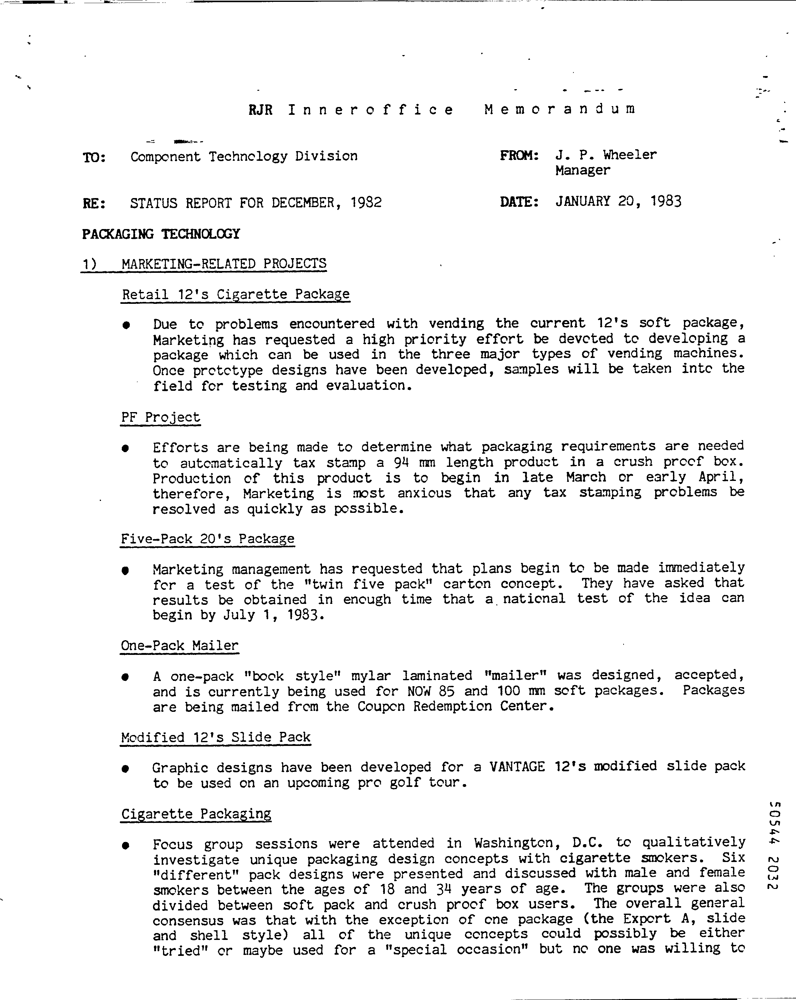 RJR Inneroffice Memorandum
TO: Component Technology Division FROM: J. P. Wheeler
Manager
RE: STATUS REPORT FOR DECEMBER, 1982 DATE: JANUARY 20, 1983
PACKAGING TECHNOLOGY
1) MARKETING-RELATED PROJECTS
Retail 12's Cigarette Package
● Due to problems encountered with vending the current 12's soft package,
Marketing has requested a high priority effort be devoted to developing a
package which can be used in the three major types of vending machines.
Once prototype designs have been developed, samples will be taken into the
field for testing and evaluation.
PF Project
● Efforts are being made to determine what packaging requirements are needed
to automatically tax stamp a 94 mm length product in a crush proof box.
Production of this product is to begin in late March or early April,
therefore, Marketing is most anxious that any tax stamping problems be
resolved as quickly as possible.
Five-Pack 20's Package
● Marketing management has requested that plans begin to be made immediately
for a test of the "twin five pack" carton concept. They have asked that
results be obtained in enough time that a national test of the idea can
begin by July 1, 1983.
One-Pack Mailer
● A one-pack "book style" mylar laminated "mailer" was designed, accepted,
and is currently being used for NOW 85 and 100 mm soft packages. Packages
are being mailed from the Coupon Redemption Center.
Modified 12's Slide Pack
● Graphic designs have been developed for a VANTAGE 12's modified slide pack
to be used on an upcoming pro golf tour.
Cigarette Packaging
● Focus group sessions were attended in Washington, D.C. to qualitatively
investigate unique packaging design concepts with cigarette smokers. Six
"different" pack designs were presented and discussed with male and female
smokers between the ages of 18 and 34 years of age. The groups were also
divided between soft pack and crush proof box users. The overall general
consensus was that with the exception of one package (the Export A, slide
and shell style) all of the unique concepts could possibly be either
"tried" or maybe used for a "special occasion" but no one was willing to
50544 2032